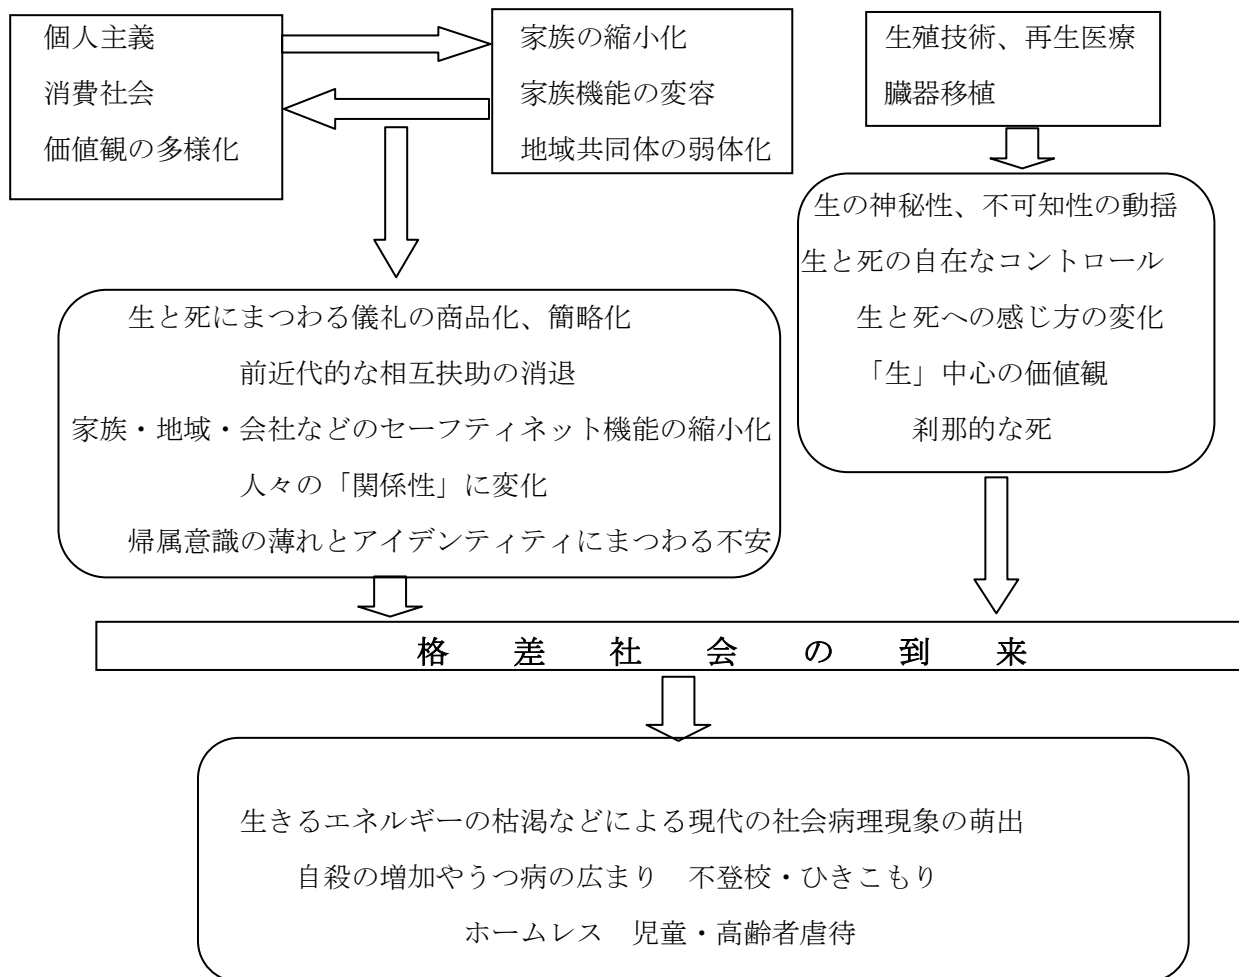 個人主義
消費社会
価値観の多様化
家族の縮小化
家族機能の変容
地域共同体の弱体化
生殖技術、再生医療
臓器移植
生の神秘性、不可知性の動揺
生と死の自在なコントロール
生と死への感じ方の変化
「生」中心の価値観
刹那的な死
生と死にまつわる儀礼の商品化、簡略化
前近代的な相互扶助の消退
家族・地域・会社などのセーフティネット機能の縮小化
人々の「関係性」に変化
帰属意識の薄れとアイデンティティにまつわる不安
格差社会の到来
生きるエネルギーの枯渇などによる現代の社会病理現象の萌出
自殺の増加やうつ病の広まり　不登校・ひきこもり
ホームレス　児童・高齢者虐待